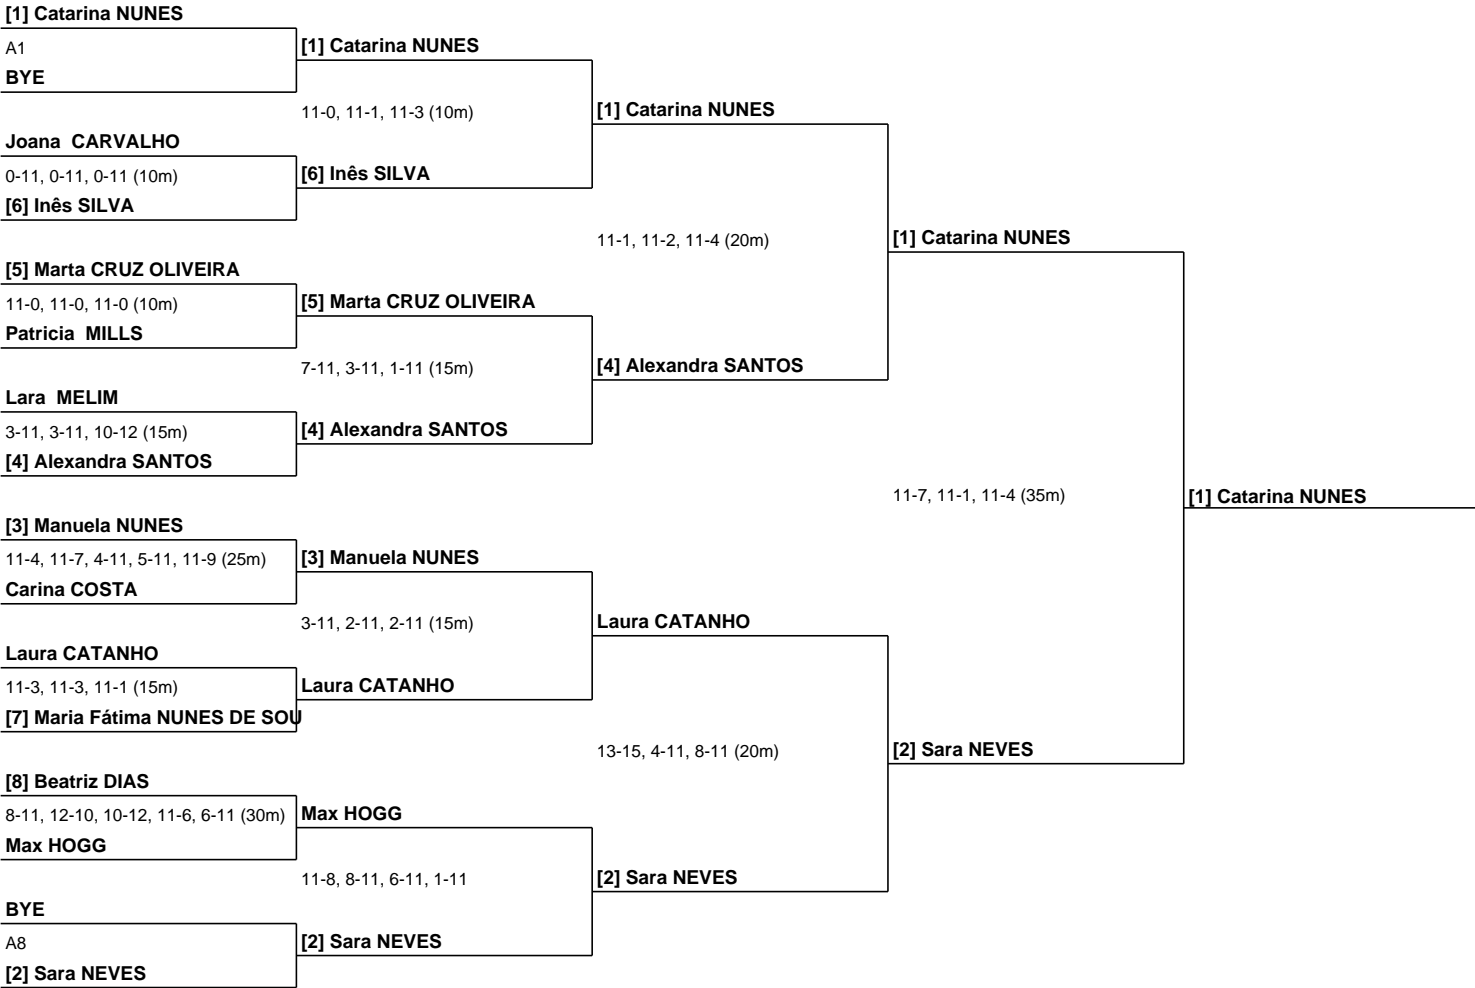 [1] Catarina NUNES
A1
[1] Catarina NUNES
BYE
11-0, 11-1, 11-3 (10m)
[1] Catarina NUNES
Joana  CARVALHO
0-11, 0-11, 0-11 (10m)
[6] Inês SILVA
[6] Inês SILVA
11-1, 11-2, 11-4 (20m)
[1] Catarina NUNES
[5] Marta CRUZ OLIVEIRA
11-0, 11-0, 11-0 (10m)
[5] Marta CRUZ OLIVEIRA
Patricia  MILLS
7-11, 3-11, 1-11 (15m)
[4] Alexandra SANTOS
Lara  MELIM
3-11, 3-11, 10-12 (15m)
[4] Alexandra SANTOS
[4] Alexandra SANTOS
11-7, 11-1, 11-4 (35m)
[1] Catarina NUNES
[3] Manuela NUNES
11-4, 11-7, 4-11, 5-11, 11-9 (25m)
[3] Manuela NUNES
Carina COSTA
3-11, 2-11, 2-11 (15m)
Laura CATANHO
Laura CATANHO
11-3, 11-3, 11-1 (15m)
Laura CATANHO
[7] Maria Fátima NUNES DE SOU
13-15, 4-11, 8-11 (20m)
[2] Sara NEVES
[8] Beatriz DIAS
8-11, 12-10, 10-12, 11-6, 6-11 (30m)
Max HOGG
Max HOGG
11-8, 8-11, 6-11, 1-11
[2] Sara NEVES
BYE
A8
[2] Sara NEVES
[2] Sara NEVES